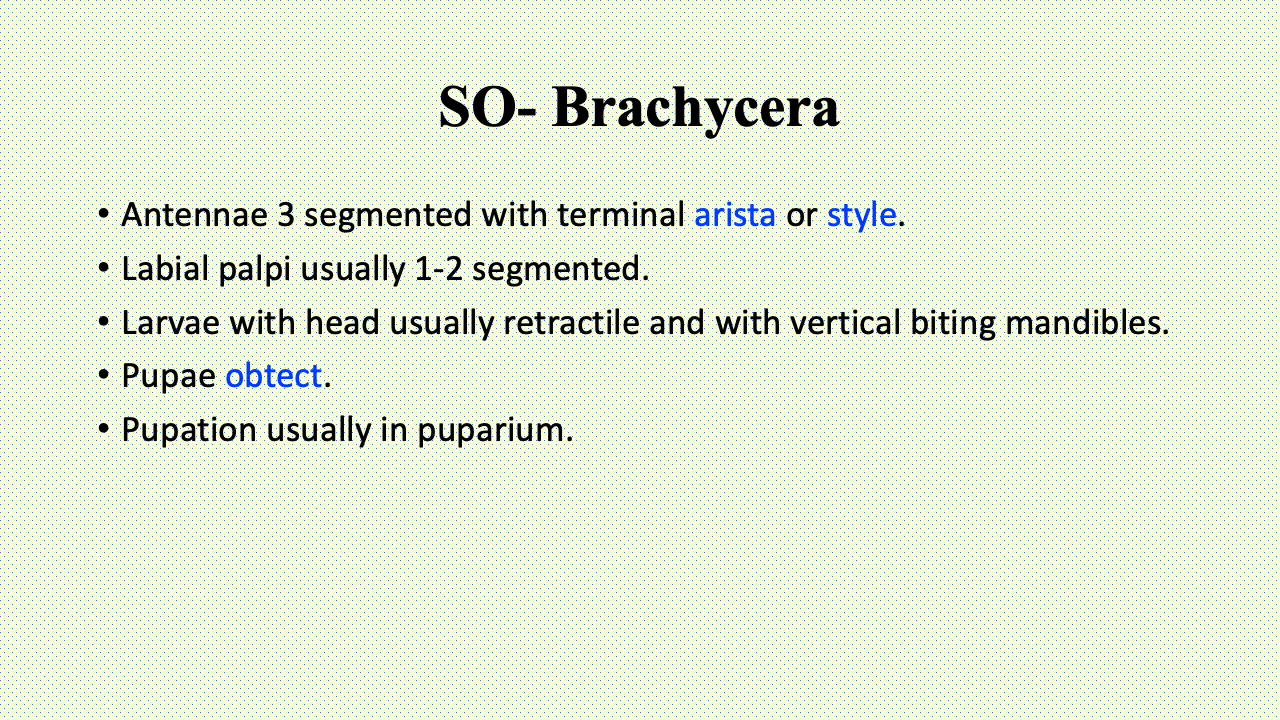 SO- Brachycera
• Antennae 3 segmented with terminal arista or style.
• Labial palpi usually 1-2 segmented.
• Larvae with head usually retractile and with vertical biting mandibles.
• Pupae obtect.
• Pupation usually in puparium.